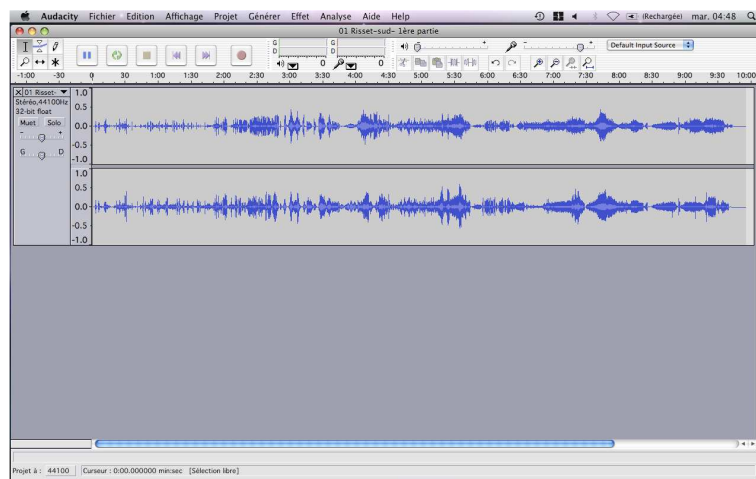 Audacity Fichier Edition Affichage Projet Générer Effet Analyse Aide Help (Rechargée) mar. 04:48
01 Risset-sud- 1ère partie
G D G D
0 0
Default Input Source
-1:00 -30 0 30 1:00 1:30 2:00 2:30 3:00 3:30 4:00 4:30 5:00 5:30 6:00 6:30 7:00 7:30 8:00 8:30 9:00 9:30 10:00
X 01 Risset-
Stéréo,44100Hz
32-bit float
Muet Solo
- +
G D
1.0
0.5
0.0
-0.5
-1.0
1.0
0.5
0.0
-0.5
-1.0
Projet à : 44100 Curseur : 0:00.000000 min:sec [Sélection libre]